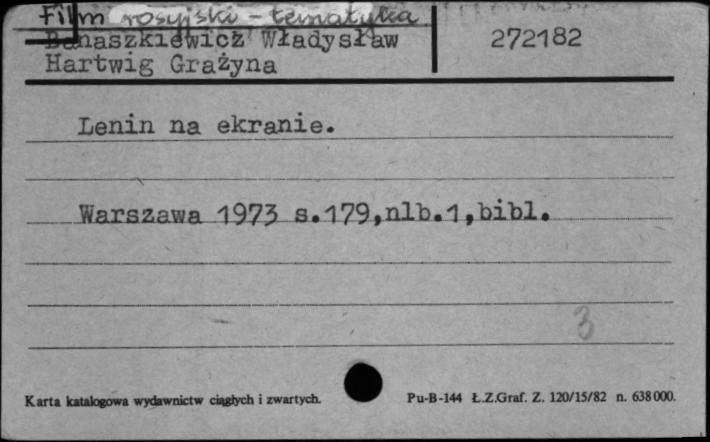 Film rosyjski - tematyka
Banaszkiewicz Władysław 272182
Hartwig Grażyna
Lenin na ekranie.
Warszawa 1973 s.179,nlb.1,bibl.
3
Karta katalogowa wydawnictw ciągłych i zwartych. Pu-B-144 Ł.Z.Graf. Z. 120/15/82 n. 638000.